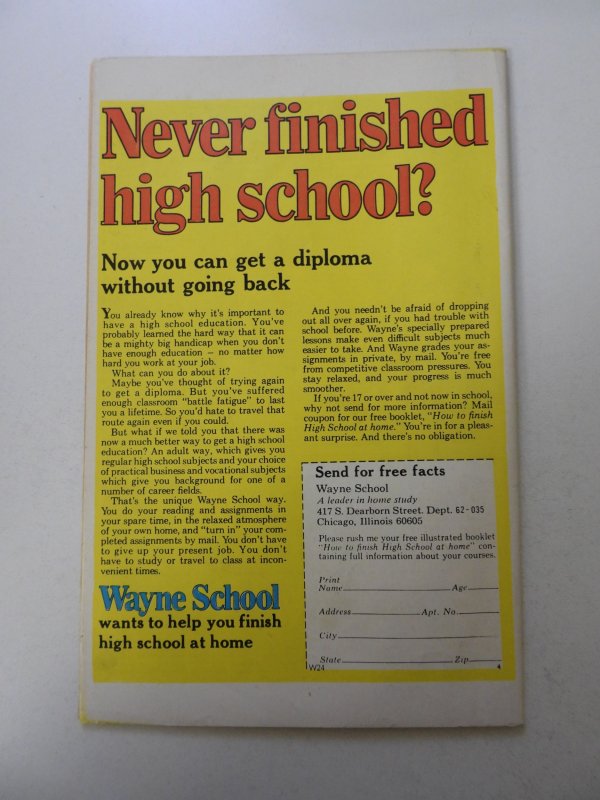 Never finished
high school?
Now you can get a diploma
without going back
You already know why it's important to
have a high school education. You've
probably learned the hard way that it can
be a mighty big handicap when you don't
have enough education — no matter how
hard you work at your job.
What can you do about it?
Maybe you've thought of trying again
to get a diploma. But you've suffered
enough classroom "battle fatigue" to last
you a lifetime. So you'd hate to travel that
route again even if you could.
But what if we told you that there was
now a much better way to get a high school
education? An adult way, which gives you
regular high school subjects and your choice
of practical business and vocational subjects
which give you background for one of a
number of career fields.
That's the unique Wayne School way.
You do your reading and assignments in
your spare time, in the relaxed atmosphere
of your own home, and "turn in" your com-
pleted assignments by mail. You don't have
to give up your present job. You don't
have to study or travel to class at incon-
venient times.
Wayne School
wants to help you finish
high school at home
And you needn't be afraid of dropping
out all over again, if you had trouble with
school before. Wayne's specially prepared
lessons make even difficult subjects much
easier to take. And Wayne grades your as-
signments in private, by mail. You're free
from competitive classroom pressures. You
stay relaxed, and your progress is much
smoother.
If you're 17 or over and not now in school,
why not send for more information? Mail
coupon for our free booklet, "How to finish
High School at home." You're in for a pleas-
ant surprise. And there's no obligation.
Send for free facts
Wayne School
A leader in home study
417 S. Dearborn Street. Dept. 62-035
Chicago, Illinois 60605
Please rush me your free illustrated booklet
"How to finish High School at home" con-
taining full information about your courses.
Print
Name Age
Address Apt. No.
City
State Zip
W24 4